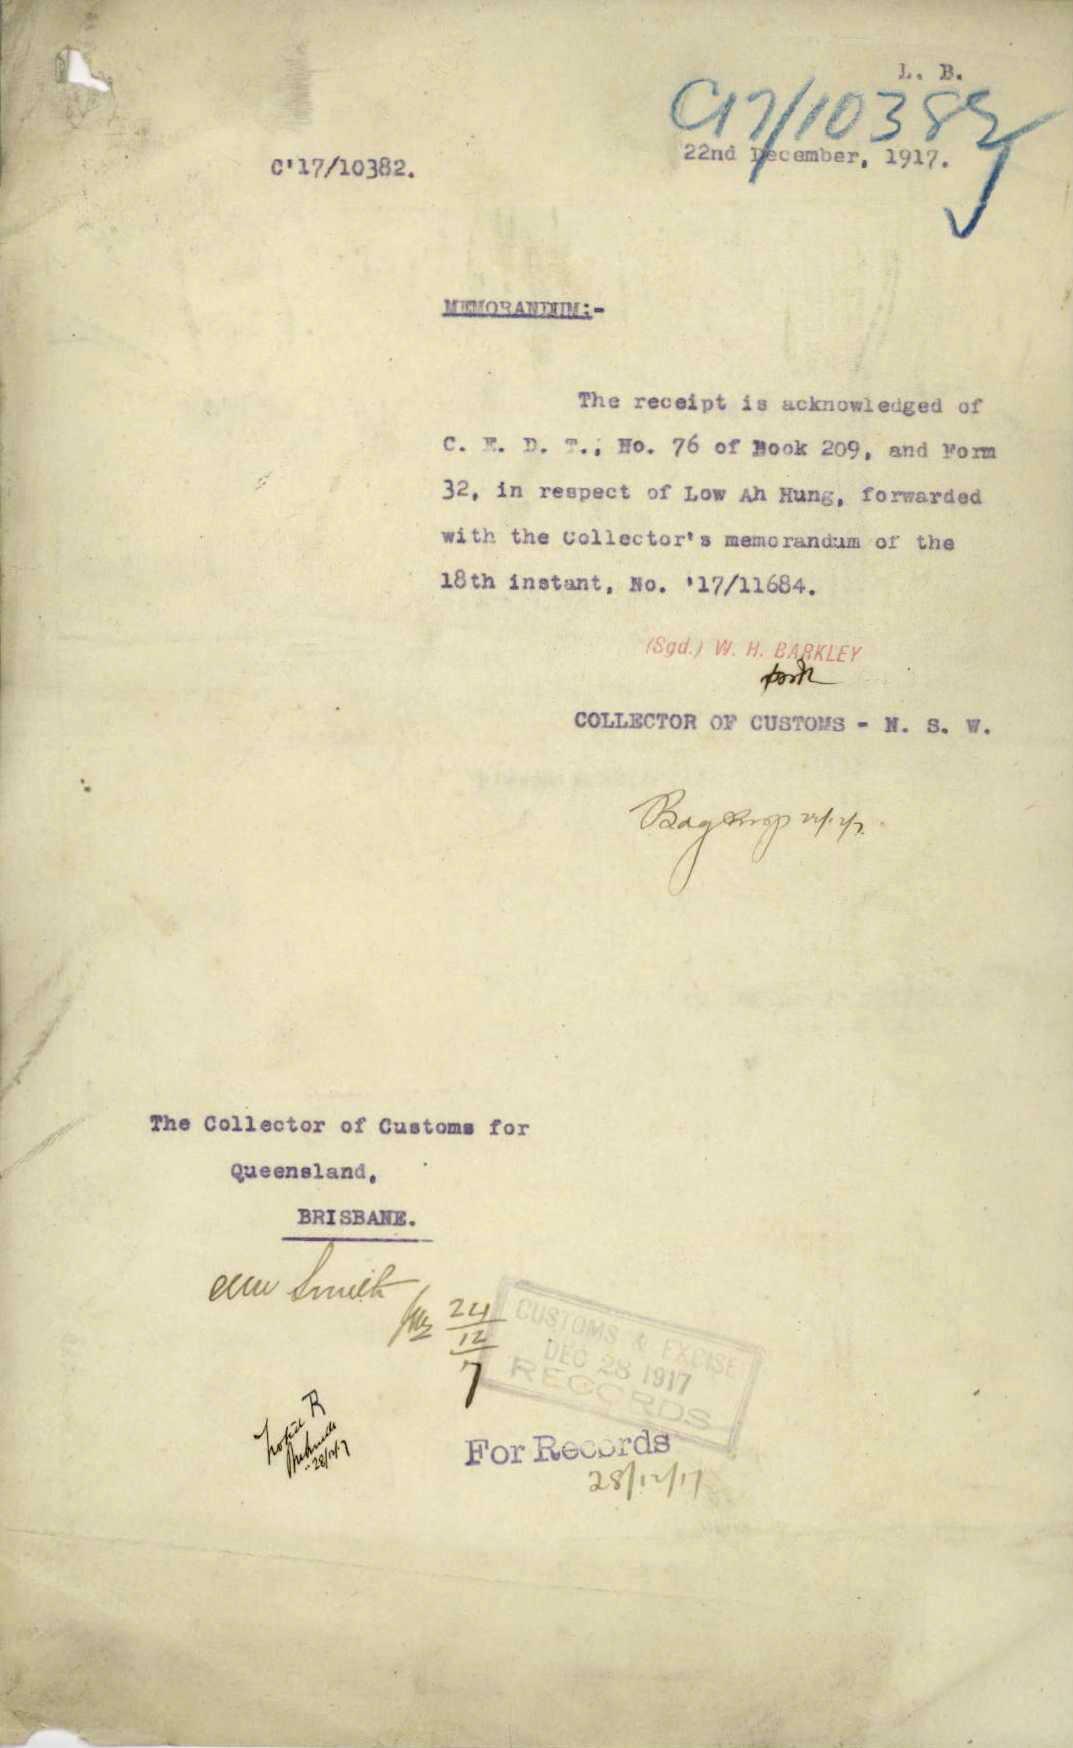 L. B.
C17/10382
22nd December, 1917.
C'17/10382.
MEMORANDUM:-
The receipt is acknowledged of
C. E. D. T., No. 76 of Book 209, and Form
32, in respect of Low Ah Hung, forwarded
with the Collector's memorandum of the
18th instant, No. '17/11684.
(Sgd.) W. H. BARKLEY
COLLECTOR OF CUSTOMS - N. S. W.
The Collector of Customs for
Queensland,
BRISBANE.
Smith
24
12
7
CUSTOMS & EXCISE
DEC 28 1917
RECORDS
28/12/17
For Records
28/12/17